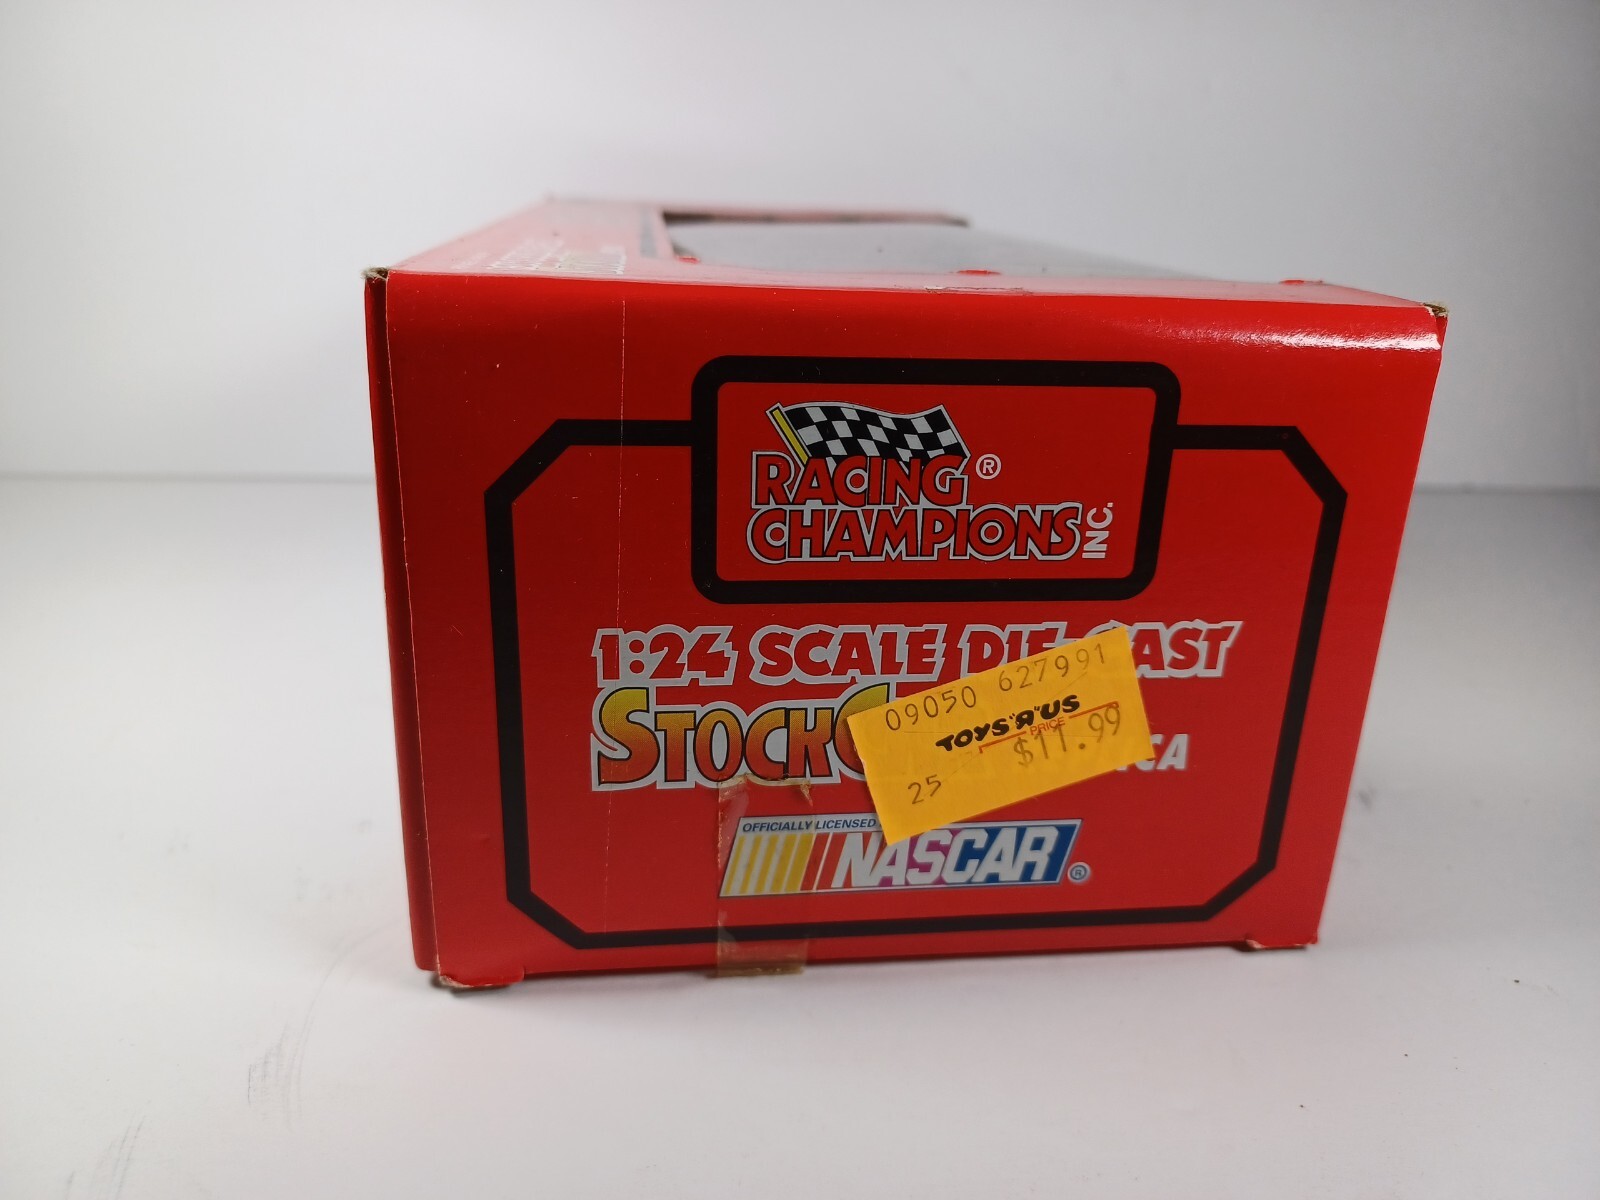 RACING®
CHAMPIONS INC.
1:24 SCALE DIE CAST
STOCK
09050 627991
TOYS "R" US
PRICE
$11.99
25
OFFICIALLY LICENSED
NASCAR®